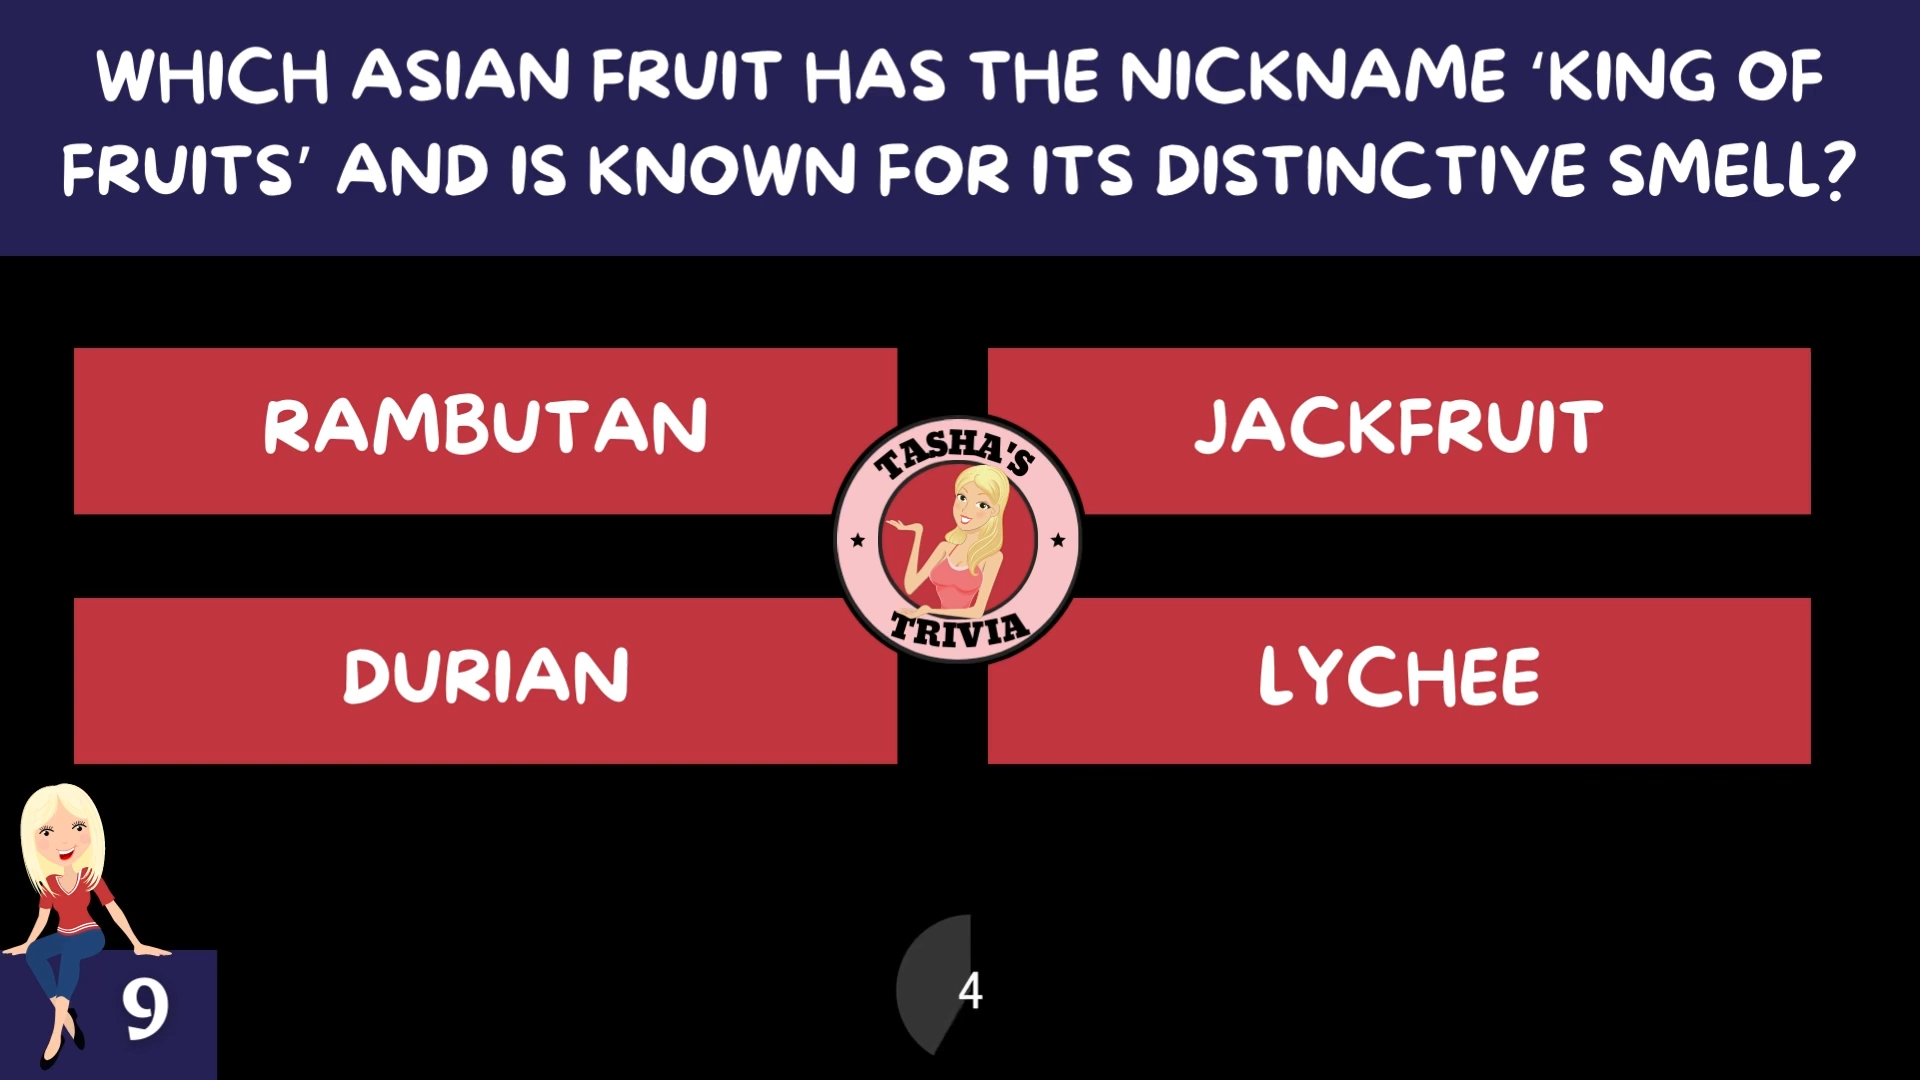 WHICH ASIAN FRUIT HAS THE NICKNAME ‘KING OF
FRUITS’ AND IS KNOWN FOR ITS DISTINCTIVE SMELL?
RAMBUTAN
JACKFRUIT
TASHA'S
TRIVIA
DURIAN
LYCHEE
9
4